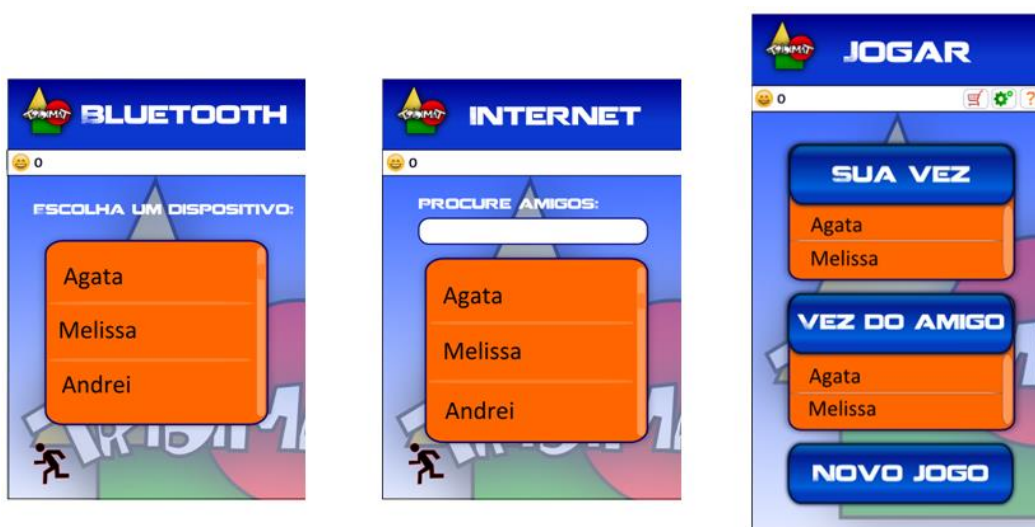 BLUETOOTH
0
ESCOLHA UM DISPOSITIVO:
Agata
Melissa
Andrei
INTERNET
0
PROCURE AMIGOS:
Agata
Melissa
Andrei
JOGAR
0
?
SUA VEZ
Agata
Melissa
VEZ DO AMIGO
Agata
Melissa
NOVO JOGO